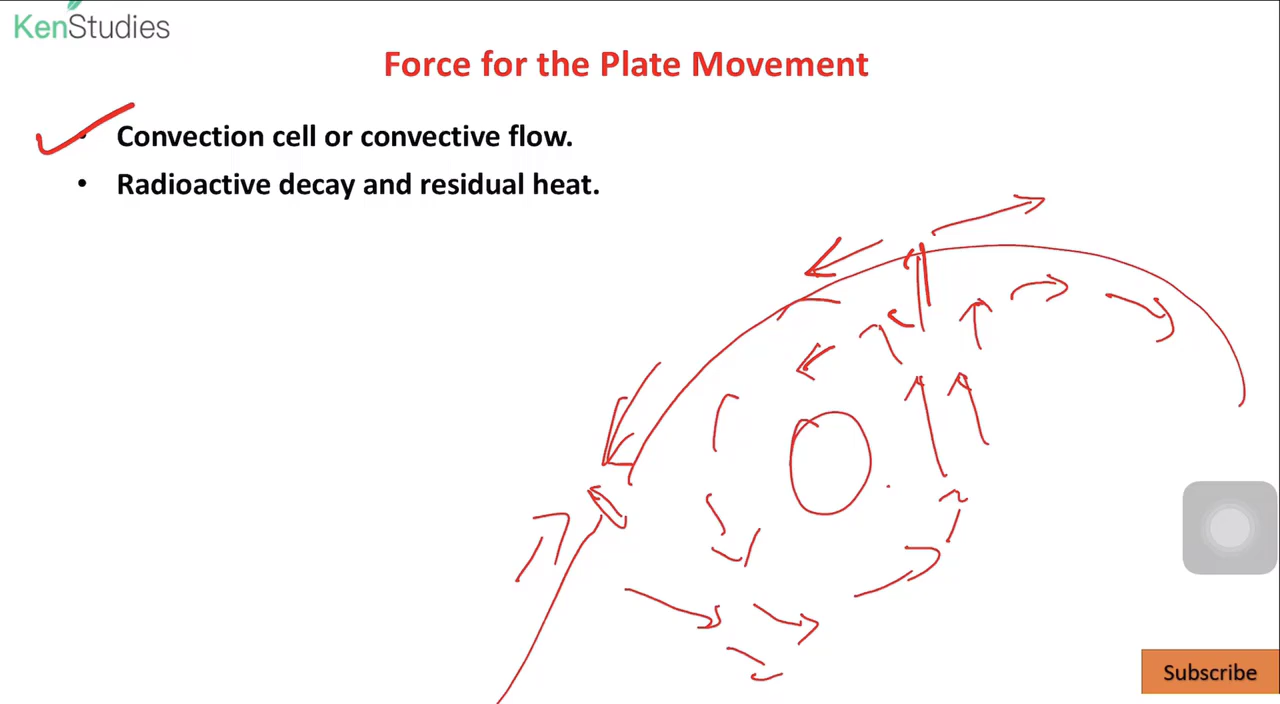 KenStudies
Force for the Plate Movement
• Convection cell or convective flow.
• Radioactive decay and residual heat.
Subscribe